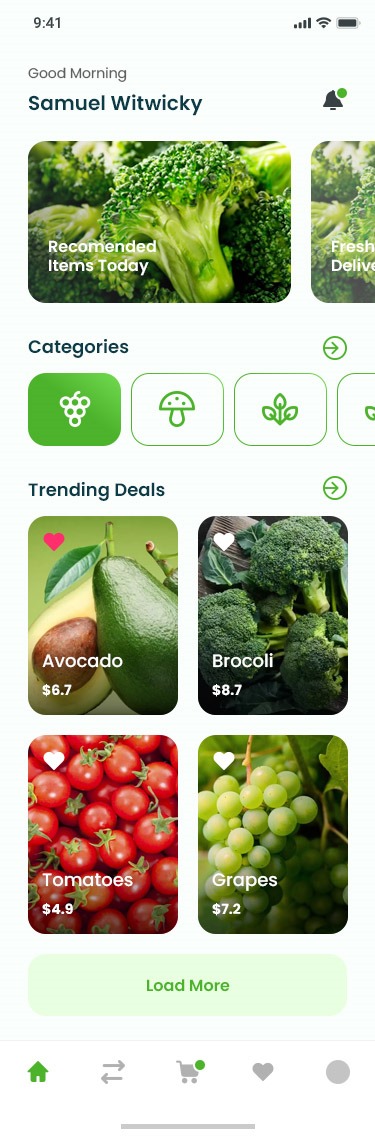 9:41
Good Morning
Samuel Witwicky
Recomended
Items Today
Fresh
Delive
Categories
Trending Deals
Avocado
$6.7
Brocoli
$8.7
Tomatoes
$4.9
Grapes
$7.2
Load More